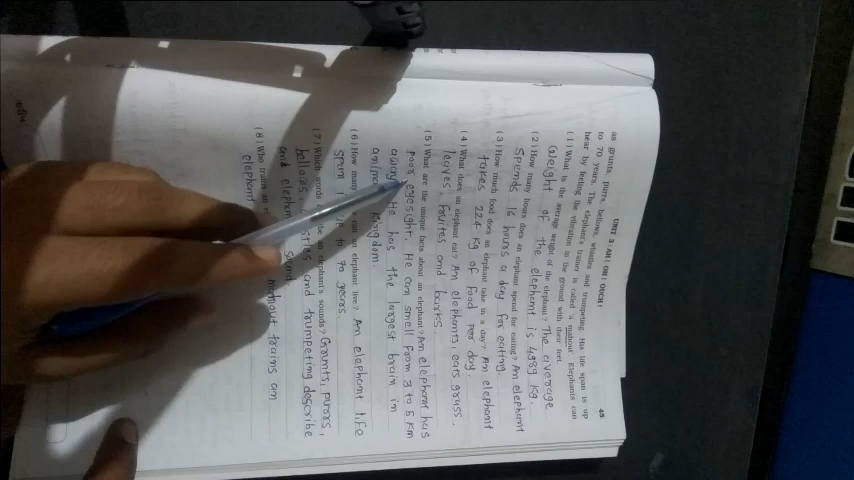 UNIT 3 : AH! OH! OUCH! 45
as grunts, purrs, bellows, whistles and trumpeting. His life span is up
to 70 years. The elephant's trainer is called 'a mahout'. Elephants can
hear by feeling the vibration in the ground with their feet.
(1) What is the average weight of the elephant? The average
Weight of the elephant is 4989 kg.
(2) How many hours does an elephant spend for eating? An elephant
spends 16 hours a day for eating.
(3) How much food does an elephant take in a day? An elephant
takes 224 kg of food per day.
(4) What does an elephant eat? An elephants, ears grass,
leaves, fruites and barks.
(5) What are the unique facts about an elephant? An elephant has
poor eyesight. He can smell from 3 to 5 km
away. He has the largest brain in
kingdom.
(6) How many can an elephant live? An elephant life
span to 70 years.
(7) Which words an elephant's sounds? Grunts, purrs,
bellows, and trumpeting describe
and sound.
(8) Who trains an mahout trains an
elephant